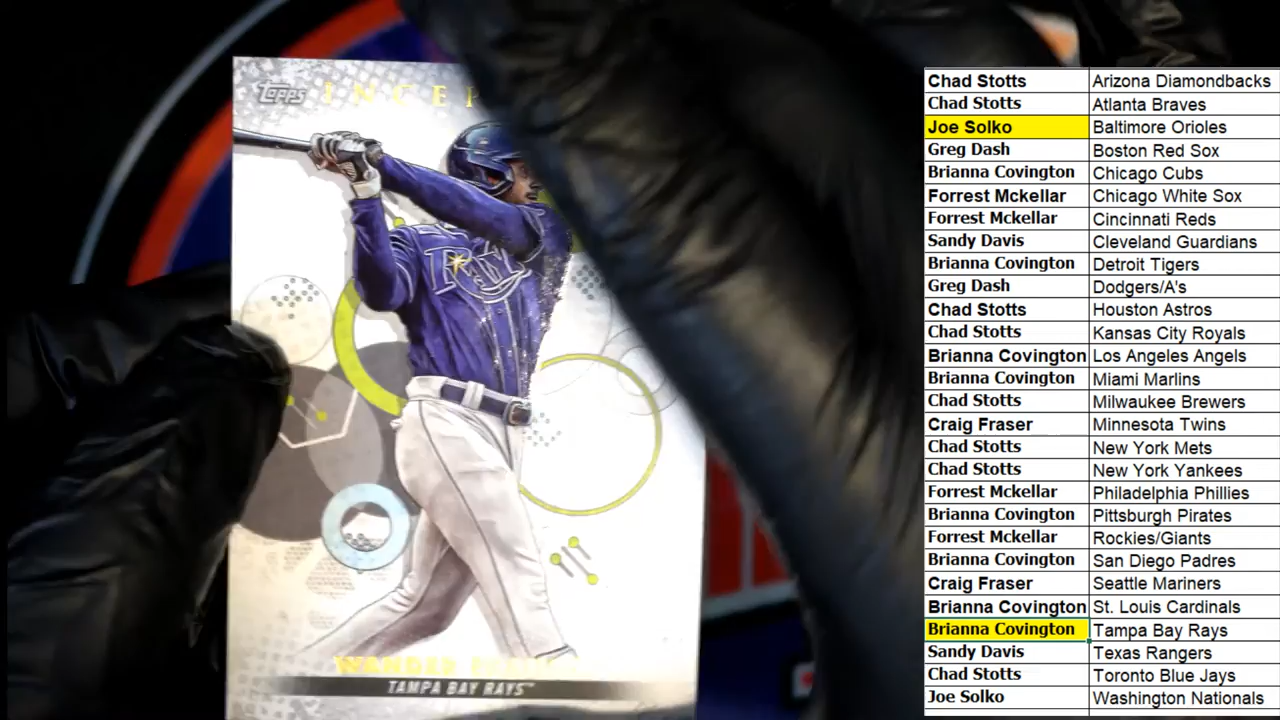 topps INCEP
RAYS
WANDER
TAMPA BAY RAYS™
Chad Stotts Arizona Diamondbacks
Chad Stotts Atlanta Braves
Joe Solko Baltimore Orioles
Greg Dash Boston Red Sox
Brianna Covington Chicago Cubs
Forrest Mckellar Chicago White Sox
Forrest Mckellar Cincinnati Reds
Sandy Davis Cleveland Guardians
Brianna Covington Detroit Tigers
Greg Dash Dodgers/A's
Chad Stotts Houston Astros
Chad Stotts Kansas City Royals
Brianna Covington Los Angeles Angels
Brianna Covington Miami Marlins
Chad Stotts Milwaukee Brewers
Craig Fraser Minnesota Twins
Chad Stotts New York Mets
Chad Stotts New York Yankees
Forrest Mckellar Philadelphia Phillies
Brianna Covington Pittsburgh Pirates
Forrest Mckellar Rockies/Giants
Brianna Covington San Diego Padres
Craig Fraser Seattle Mariners
Brianna Covington St. Louis Cardinals
Brianna Covington Tampa Bay Rays
Sandy Davis Texas Rangers
Chad Stotts Toronto Blue Jays
Joe Solko Washington Nationals